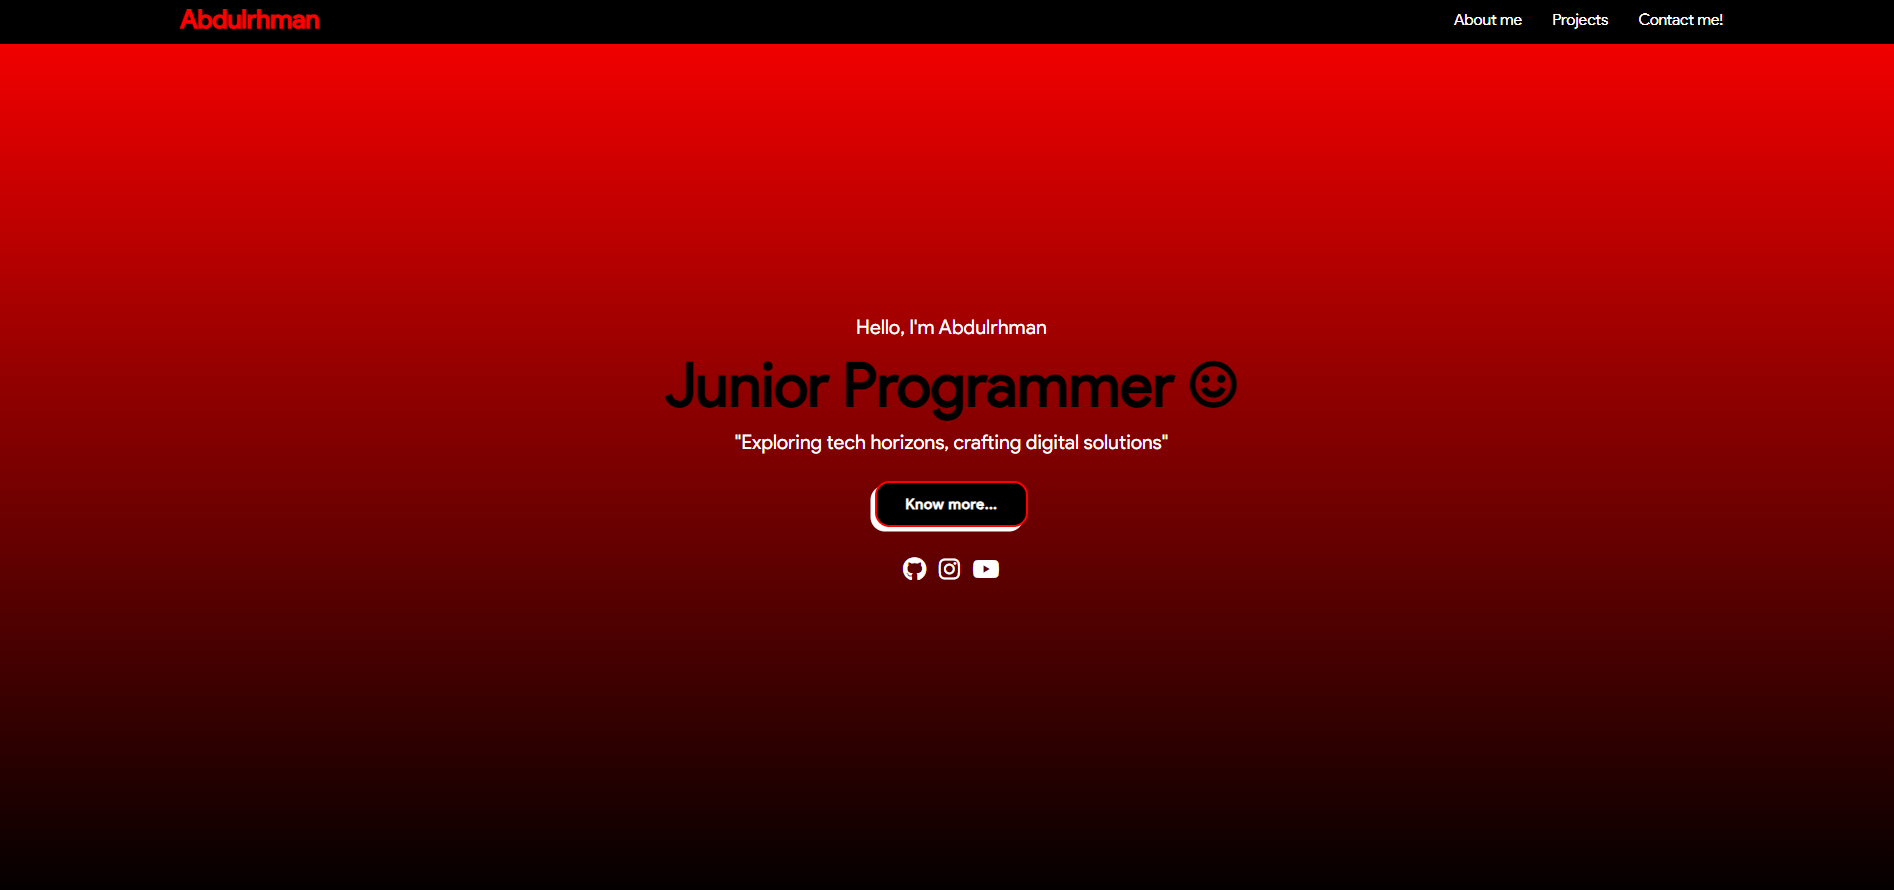 Abdulrhman
About me Projects Contact me!
Hello, I'm Abdulrhman
Junior Programmer
"Exploring tech horizons, crafting digital solutions"
Know more...